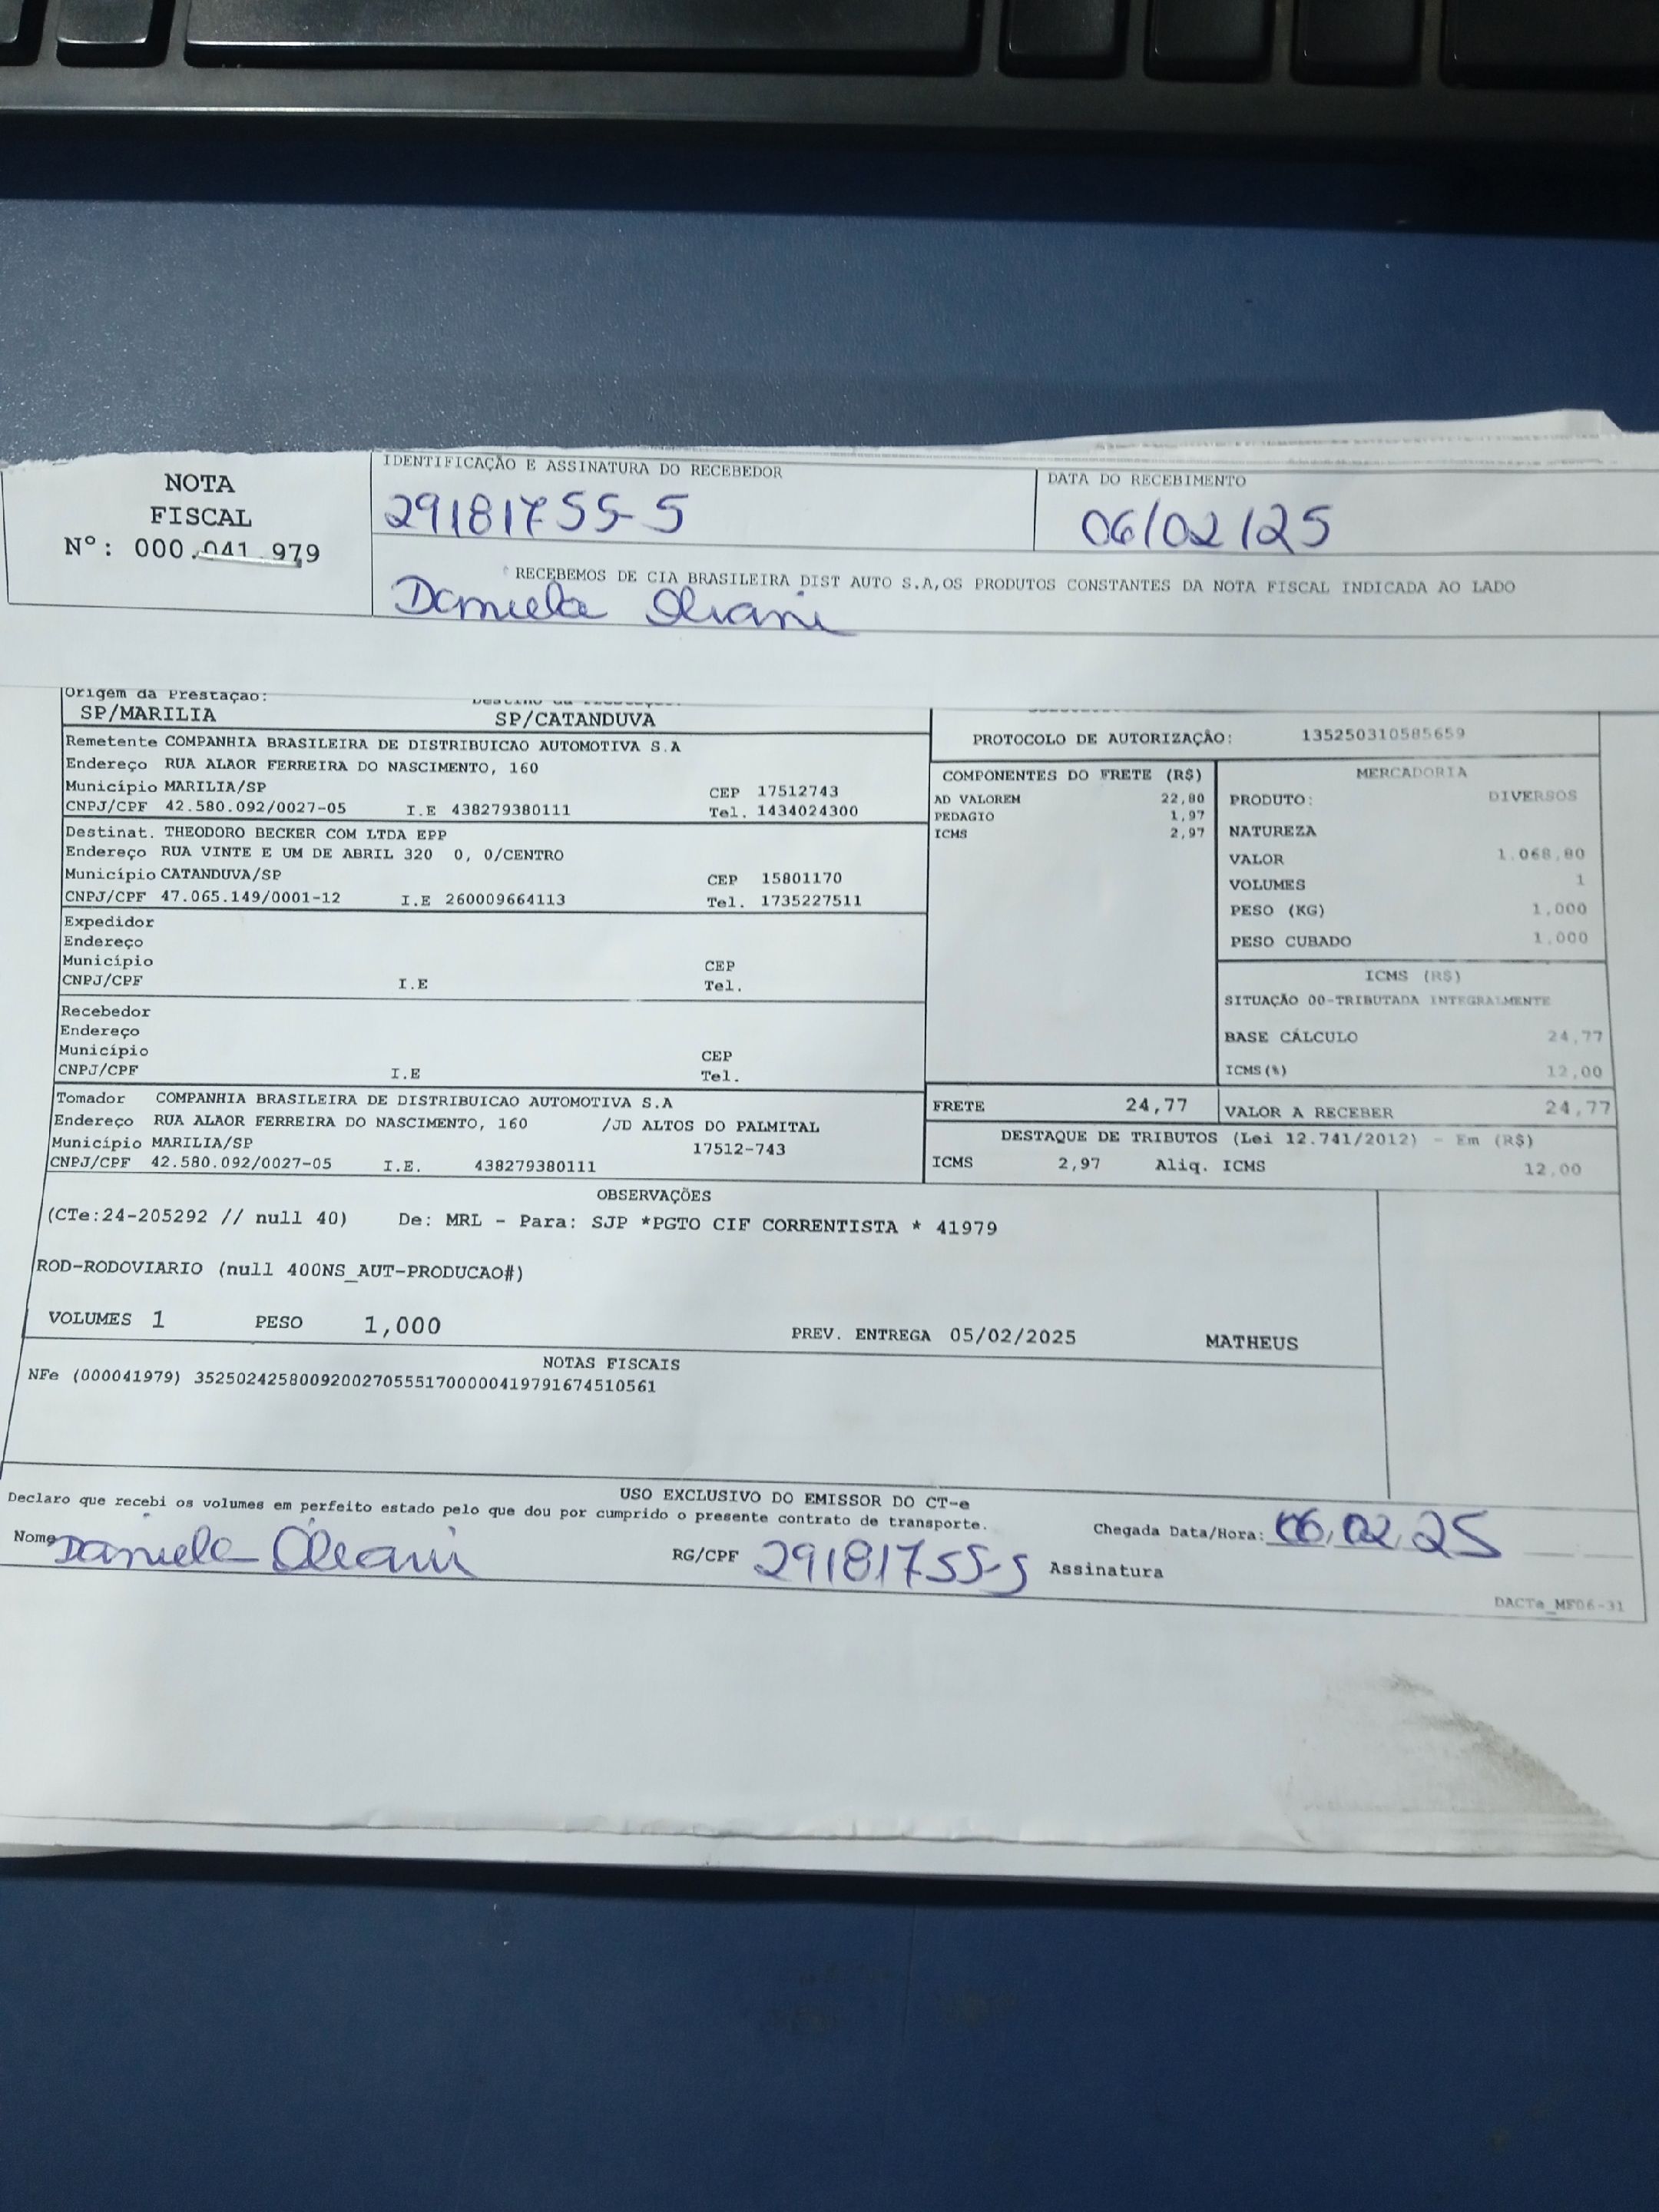 NOTA
FISCAL
Nº: 000.041.979
IDENTIFICAÇÃO E ASSINATURA DO RECEBEDOR
29181755-5
DATA DO RECEBIMENTO
06/02/25
RECEBEMOS DE CIA BRASILEIRA DIST AUTO S.A,OS PRODUTOS CONSTANTES DA NOTA FISCAL INDICADA AO LADO
Daniela
Origem da Prestação:
SP/MARILIA SP/CATANDUVA
Remetente COMPANHIA BRASILEIRA DE DISTRIBUICAO AUTOMOTIVA S.A
Endereço RUA ALAOR FERREIRA DO NASCIMENTO, 160
Município MARILIA/SP CEP 17512743
CNPJ/CPF 42.580.092/0027-05 I.E 438279380111 Tel. 1434024300
Destinat. THEODORO BECKER COM LTDA EPP
Endereço RUA VINTE E UM DE ABRIL 320 0, 0/CENTRO
Município CATANDUVA/SP CEP 15801170
CNPJ/CPF 47.065.149/0001-12 I.E 260009664113 Tel. 1735227511
Expedidor
Endereço
Município CEP
CNPJ/CPF I.E Tel.
Recebedor
Endereço
Município CEP
CNPJ/CPF I.E Tel.
Tomador COMPANHIA BRASILEIRA DE DISTRIBUICAO AUTOMOTIVA S.A
Endereço RUA ALAOR FERREIRA DO NASCIMENTO, 160 /JD ALTOS DO PALMITAL
Município MARILIA/SP 17512-743
CNPJ/CPF 42.580.092/0027-05 I.E. 438279380111
PROTOCOLO DE AUTORIZAÇÃO: 135250310585659
COMPONENTES DO FRETE (R$)
AD VALOREM 22,80
PEDAGIO 1,97
ICMS 2,97
MERCADORIA
PRODUTO: DIVERSOS
NATUREZA
VALOR 1.068,80
VOLUMES 1
PESO (KG) 1,000
PESO CUBADO 1,000
ICMS (R$)
SITUAÇÃO 00-TRIBUTADA INTEGRALMENTE
BASE CÁLCULO 24,77
ICMS(%) 12,00
FRETE 24,77 VALOR A RECEBER 24,77
DESTAQUE DE TRIBUTOS (Lei 12.741/2012) - Em (R$)
ICMS 2,97 Aliq. ICMS 12,00
OBSERVAÇÕES
(CTe:24-205292 // null 40) De: MRL - Para: SJP *PGTO CIF CORRENTISTA * 41979
ROD-RODOVIARIO (null 400NS_AUT-PRODUCAO#)
VOLUMES 1 PESO 1,000 PREV. ENTREGA 05/02/2025 MATHEUS
NOTAS FISCAIS
NFe (000041979) 35250242580092002705551700000419791674510561
USO EXCLUSIVO DO EMISSOR DO CT-e
Declaro que recebi os volumes em perfeito estado pelo que dou por cumprido o presente contrato de transporte.
Nome Daniela RG/CPF 29181755-5 Assinatura
Chegada Data/Hora: 06,02,25
DACTe_MF06-31